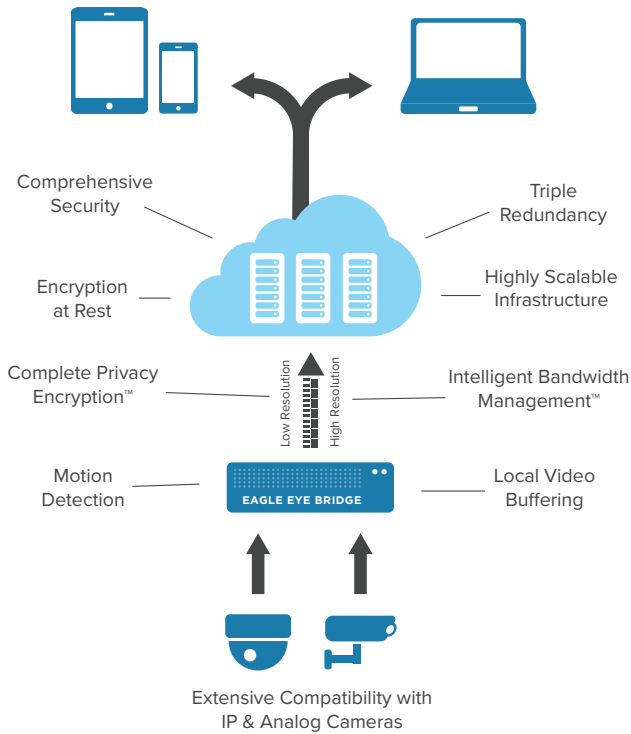 Comprehensive
Security
Triple
Redundancy
Encryption
at Rest
Highly Scalable
Infrastructure
Complete Privacy
Encryption™
Low Resolution
High Resolution
Intelligent Bandwidth
Management™
Motion
Detection
EAGLE EYE BRIDGE
Local Video
Buffering
Extensive Compatibility with
IP & Analog Cameras